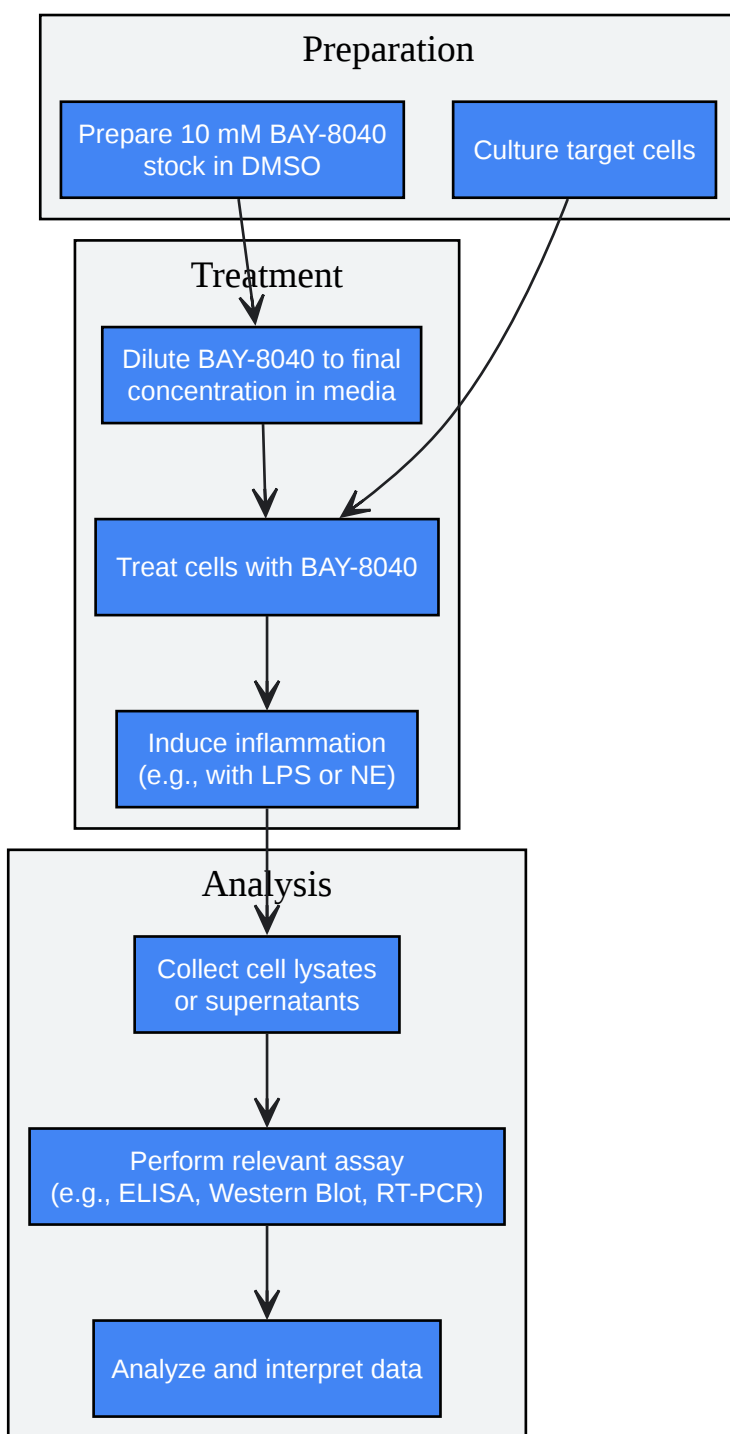 Preparation
Prepare 10 mM BAY-8040
stock in DMSO
Culture target cells
Treatment
Dilute BAY-8040 to final
concentration in media
Treat cells with BAY-8040
Induce inflammation
(e.g., with LPS or NE)
Analysis
Collect cell lysates
or supernatants
Perform relevant assay
(e.g., ELISA, Western Blot, RT-PCR)
Analyze and interpret data